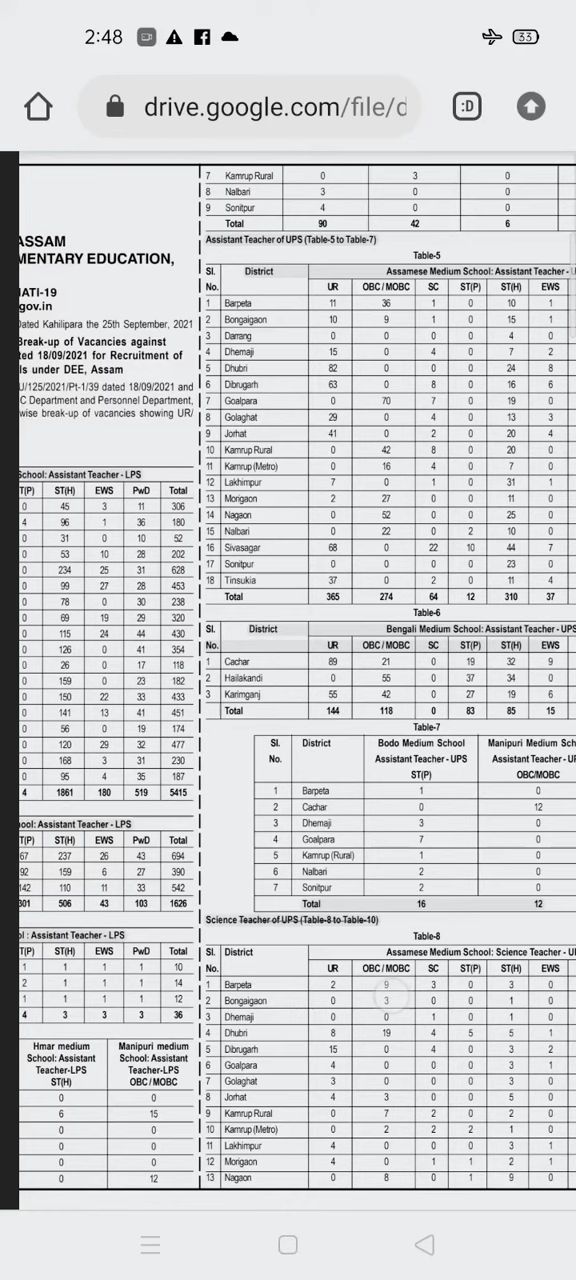 2:48
33
drive.google.com/file/d
:D
ASSAM
MENTARY EDUCATION,
IATI-19
gov.in
Dated Kahilipara the 25th September, 2021
Break-up of Vacancies against
ted 18/09/2021 for Recruitment of
ls under DEE, Assam
U/125/2021/Pt-1/39 dated 18/09/2021 and
C Department and Personnel Department,
wise break-up of vacancies showing UR/
School: Assistant Teacher - LPS
T(P) ST(H) EWS PwD Total
0 45 3 11 306
4 96 1 36 180
0 31 0 10 52
0 53 10 28 202
0 234 25 31 628
0 99 27 28 453
0 78 0 30 238
0 69 19 29 320
0 115 24 44 430
0 126 0 41 354
0 26 0 17 118
0 159 0 23 182
0 150 22 33 433
0 141 13 41 451
0 56 0 19 174
0 120 29 32 477
0 168 3 31 230
0 95 4 35 187
4 1861 180 519 5415
hool: Assistant Teacher - LPS
T(P) ST(H) EWS PwD Total
67 237 26 43 694
92 159 6 27 390
142 110 11 33 542
301 506 43 103 1626
ol : Assistant Teacher - LPS
T(P) ST(H) EWS PwD Total
1 1 1 1 10
2 1 1 1 14
1 1 1 1 12
4 3 3 3 36
Hmar medium Manipuri medium
School: Assistant School: Assistant
Teacher-LPS Teacher-LPS
ST(H) OBC / MOBC
0 0
6 15
0 0
0 0
0 0
0 12
7 Kamrup Rural 0 3 0
8 Nalbari 3 0 0
9 Sonitpur 4 0 0
Total 90 42 6
Assistant Teacher of UPS (Table-5 to Table-7)
Table-5
Sl. District Assamese Medium School: Assistant Teacher - U
No. UR OBC / MOBC SC ST(P) ST(H) EWS
1 Barpeta 11 36 1 0 10 1
2 Bongaigaon 10 9 1 0 15 1
3 Darrang 0 0 0 0 4 0
4 Dhemaji 15 0 4 0 7 2
5 Dhubri 82 0 0 0 24 8
6 Dibrugarh 63 0 8 0 16 6
7 Goalpara 0 70 7 0 19 0
8 Golaghat 29 0 4 0 13 3
9 Jorhat 41 0 2 0 20 4
10 Kamrup Rural 0 42 8 0 20 0
11 Kamrup (Metro) 0 16 4 0 7 0
12 Lakhimpur 7 0 1 0 31 1
13 Morigaon 2 27 0 0 11 0
14 Nagaon 0 52 0 0 25 0
15 Nalbari 0 22 0 2 10 0
16 Sivasagar 68 0 22 10 44 7
17 Sonitpur 0 0 0 0 23 0
18 Tinsukia 37 0 2 0 11 4
Total 365 274 64 12 310 37
Table-6
Sl. District Bengali Medium School: Assistant Teacher - UPS
No. UR OBC / MOBC SC ST(P) ST(H) EWS
1 Cachar 89 21 0 19 32 9
2 Hailakandi 0 55 0 37 34 0
3 Karimganj 55 42 0 27 19 6
Total 144 118 0 83 85 15
Table-7
Sl. District Bodo Medium School Manipuri Medium Sch
No. Assistant Teacher - UPS Assistant Teacher - UP
ST(P) OBC/MOBC
1 Barpeta 1 0
2 Cachar 0 12
3 Dhemaji 3 0
4 Goalpara 7 0
5 Kamrup (Rural) 1 0
6 Nalbari 2 0
7 Sonitpur 2 0
Total 16 12
Science Teacher of UPS (Table-8 to Table-10)
Table-8
Sl. District Assamese Medium School: Science Teacher - U
No. UR OBC / MOBC SC ST(P) ST(H) EWS
1 Barpeta 2 9 3 0 3 0
2 Bongaigaon 0 3 0 0 1 0
3 Dhemaji 0 0 1 0 1 0
4 Dhubri 8 19 4 5 5 1
5 Dibrugarh 15 0 4 0 3 2
6 Goalpara 4 0 0 0 3 1
7 Golaghat 3 0 0 0 3 0
8 Jorhat 4 3 0 0 5 0
9 Kamrup Rural 0 7 2 0 2 0
10 Kamrup (Metro) 0 2 2 2 1 0
11 Lakhimpur 4 0 0 0 3 1
12 Morigaon 4 0 1 1 2 1
13 Nagaon 0 8 0 1 9 0